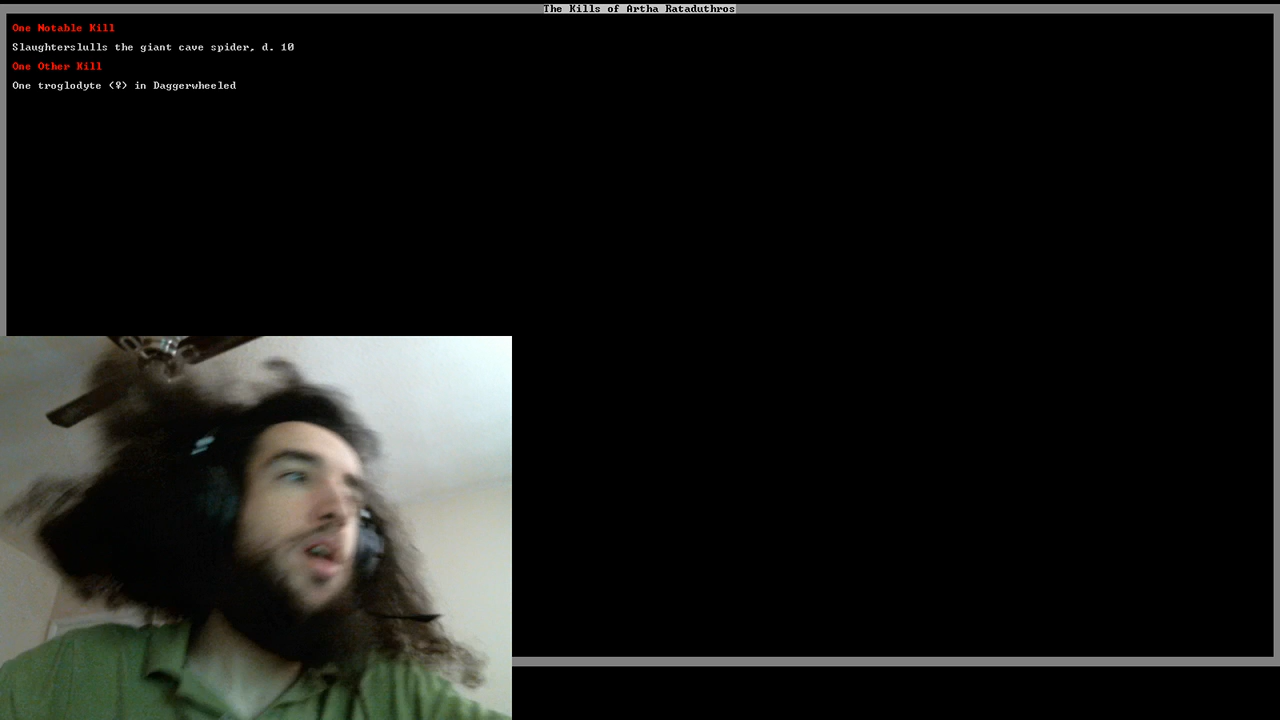 The Kills of Artha Rataduthros
One Notable Kill
Slaughterslulls the giant cave spider, d. 10
One Other Kill
One troglodyte (♀) in Daggerwheeled